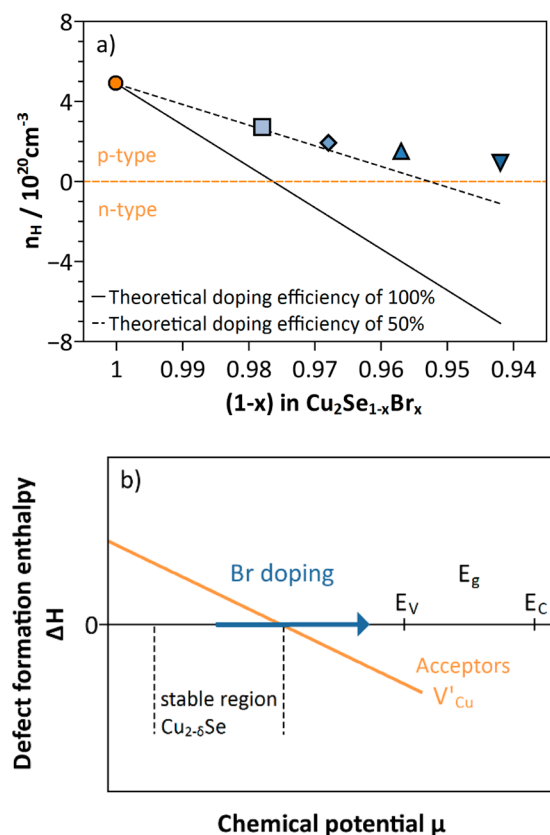 a)
8
4
0
−4
−8
n_H / 10^20 cm^-3
p-type
n-type
— Theoretical doping efficiency of 100%
--- Theoretical doping efficiency of 50%
1 0.99 0.98 0.97 0.96 0.95 0.94
(1-x) in Cu₂Se₁₋ₓBrₓ
b)
Defect formation enthalpy
ΔH
0
Br doping
E_g
E_V E_C
Acceptors
V'_Cu
stable region
Cu_2-δSe
Chemical potential μ